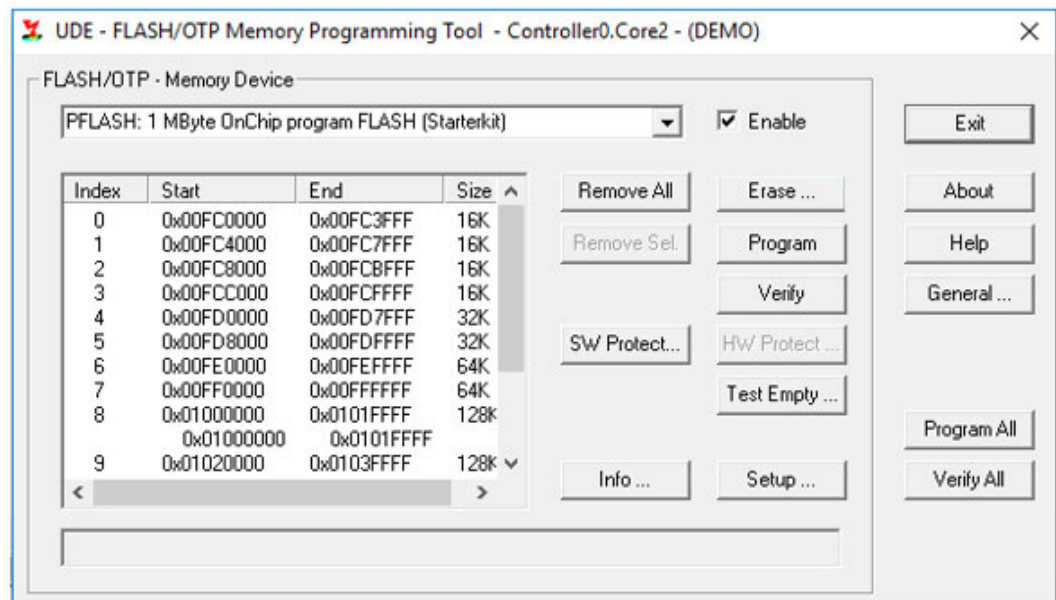 UDE - FLASH/OTP Memory Programming Tool - Controller0.Core2 - (DEMO)
FLASH/OTP - Memory Device
PFLASH: 1 MByte OnChip program FLASH (Starterkit)
Enable
Exit
Index Start End Size
0 0x00FC0000 0x00FC3FFF 16K
1 0x00FC4000 0x00FC7FFF 16K
2 0x00FC8000 0x00FCBFFF 16K
3 0x00FCC000 0x00FCFFFF 16K
4 0x00FD0000 0x00FD7FFF 32K
5 0x00FD8000 0x00FDFFFF 32K
6 0x00FE0000 0x00FEFFFF 64K
7 0x00FF0000 0x00FFFFFF 64K
8 0x01000000 0x0101FFFF 128K
0x01000000 0x0101FFFF
9 0x01020000 0x0103FFFF 128K
Remove All
Erase ...
About
Remove Sel.
Program
Help
Verify
General ...
SW Protect...
HW Protect ...
Test Empty ...
Program All
Info ...
Setup ...
Verify All